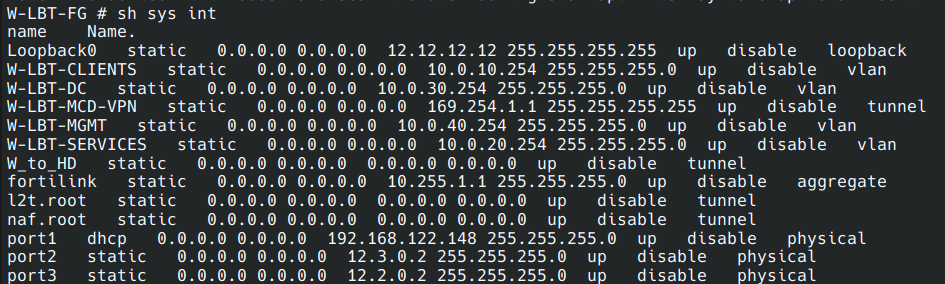 W-LBT-FG # sh sys int
name    Name.
Loopback0   static   0.0.0.0 0.0.0.0  12.12.12.12 255.255.255.255  up   disable   loopback
W-LBT-CLIENTS   static   0.0.0.0 0.0.0.0  10.0.10.254 255.255.255.0  up   disable   vlan
W-LBT-DC   static   0.0.0.0 0.0.0.0  10.0.30.254 255.255.255.0  up   disable   vlan
W-LBT-MCD-VPN   static   0.0.0.0 0.0.0.0  169.254.1.1 255.255.255.255  up   disable   tunnel
W-LBT-MGMT   static   0.0.0.0 0.0.0.0  10.0.40.254 255.255.255.0  up   disable   vlan
W-LBT-SERVICES   static   0.0.0.0 0.0.0.0  10.0.20.254 255.255.255.0  up   disable   vlan
W_to_HD   static   0.0.0.0 0.0.0.0  0.0.0.0 0.0.0.0  up   disable   tunnel
fortilink   static   0.0.0.0 0.0.0.0  10.255.1.1 255.255.255.0  up   disable   aggregate
l2t.root   static   0.0.0.0 0.0.0.0  0.0.0.0 0.0.0.0  up   disable   tunnel
naf.root   static   0.0.0.0 0.0.0.0  0.0.0.0 0.0.0.0  up   disable   tunnel
port1   dhcp   0.0.0.0 0.0.0.0  192.168.122.148 255.255.255.0  up   disable   physical
port2   static   0.0.0.0 0.0.0.0  12.3.0.2 255.255.255.0  up   disable   physical
port3   static   0.0.0.0 0.0.0.0  12.2.0.2 255.255.255.0  up   disable   physical